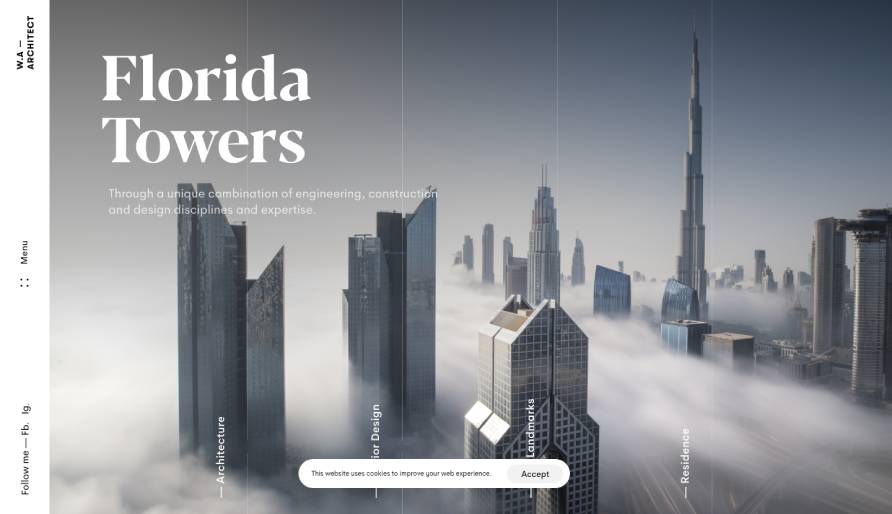 W.A —
ARCHITECT
Menu
Follow me — Fb. Ig.
Florida
Towers
Through a unique combination of engineering, construction
and design disciplines and expertise.
— Architecture
Design
Landmarks
— Residence
This website uses cookies to improve your web experience.
Accept